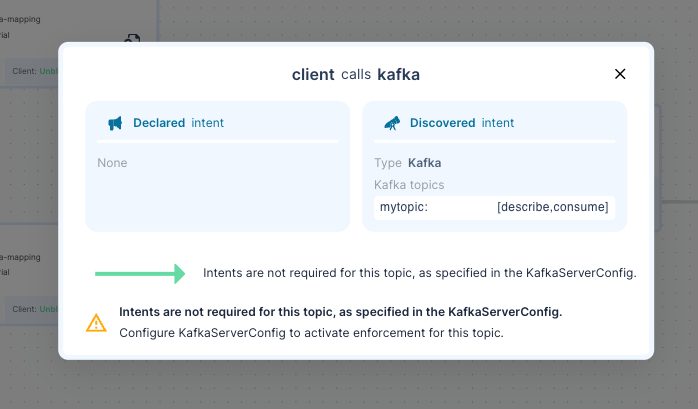 a-mapping
ial
Client: Unbl
client calls kafka
Declared intent
None
Discovered intent
Type Kafka
Kafka topics
mytopic: [describe,consume]
Intents are not required for this topic, as specified in the KafkaServerConfig.
Intents are not required for this topic, as specified in the KafkaServerConfig.
Configure KafkaServerConfig to activate enforcement for this topic.
a-mapping
ial
Client: Unbl